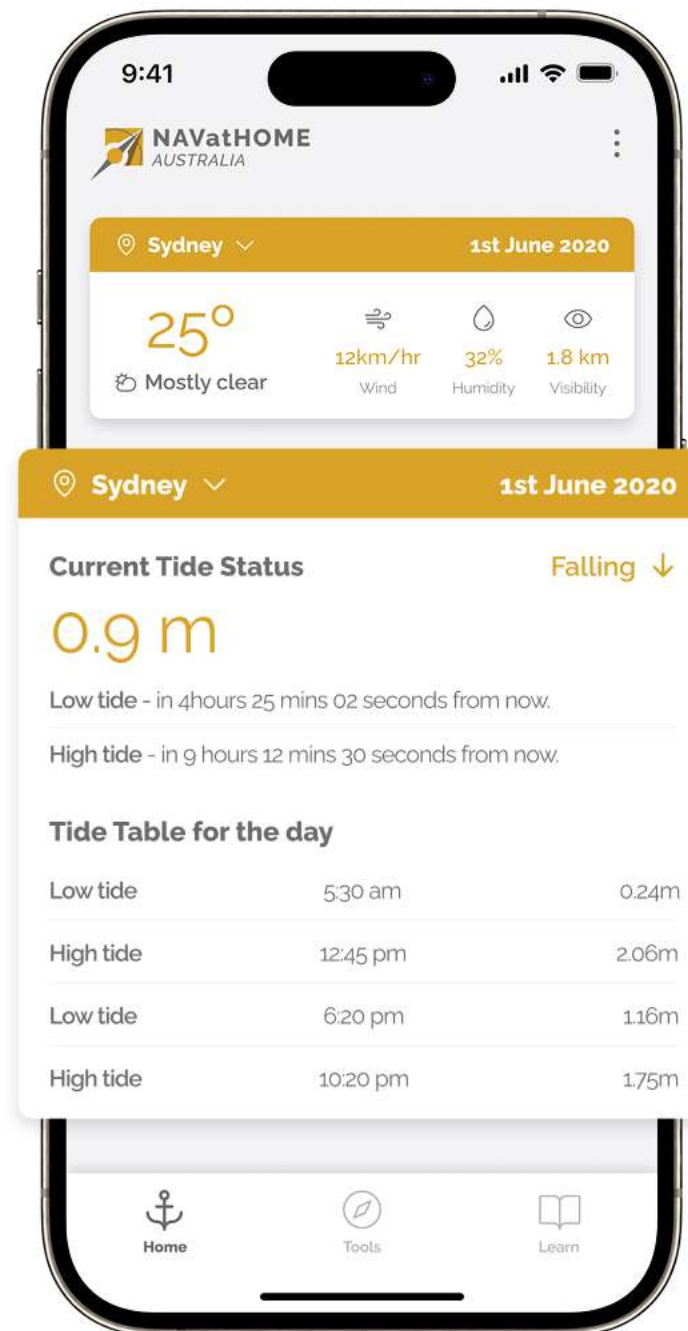 9:41
NAVatHOME
AUSTRALIA
Sydney 1st June 2020
25°
Mostly clear
12km/hr 32% 1.8 km
Wind Humidity Visibility
Sydney 1st June 2020
Current Tide Status Falling ↓
0.9 m
Low tide - in 4hours 25 mins 02 seconds from now.
High tide - in 9 hours 12 mins 30 seconds from now.
Tide Table for the day
Low tide 5:30 am 0.24m
High tide 12:45 pm 2.06m
Low tide 6:20 pm 1.16m
High tide 10:20 pm 1.75m
Home Tools Learn